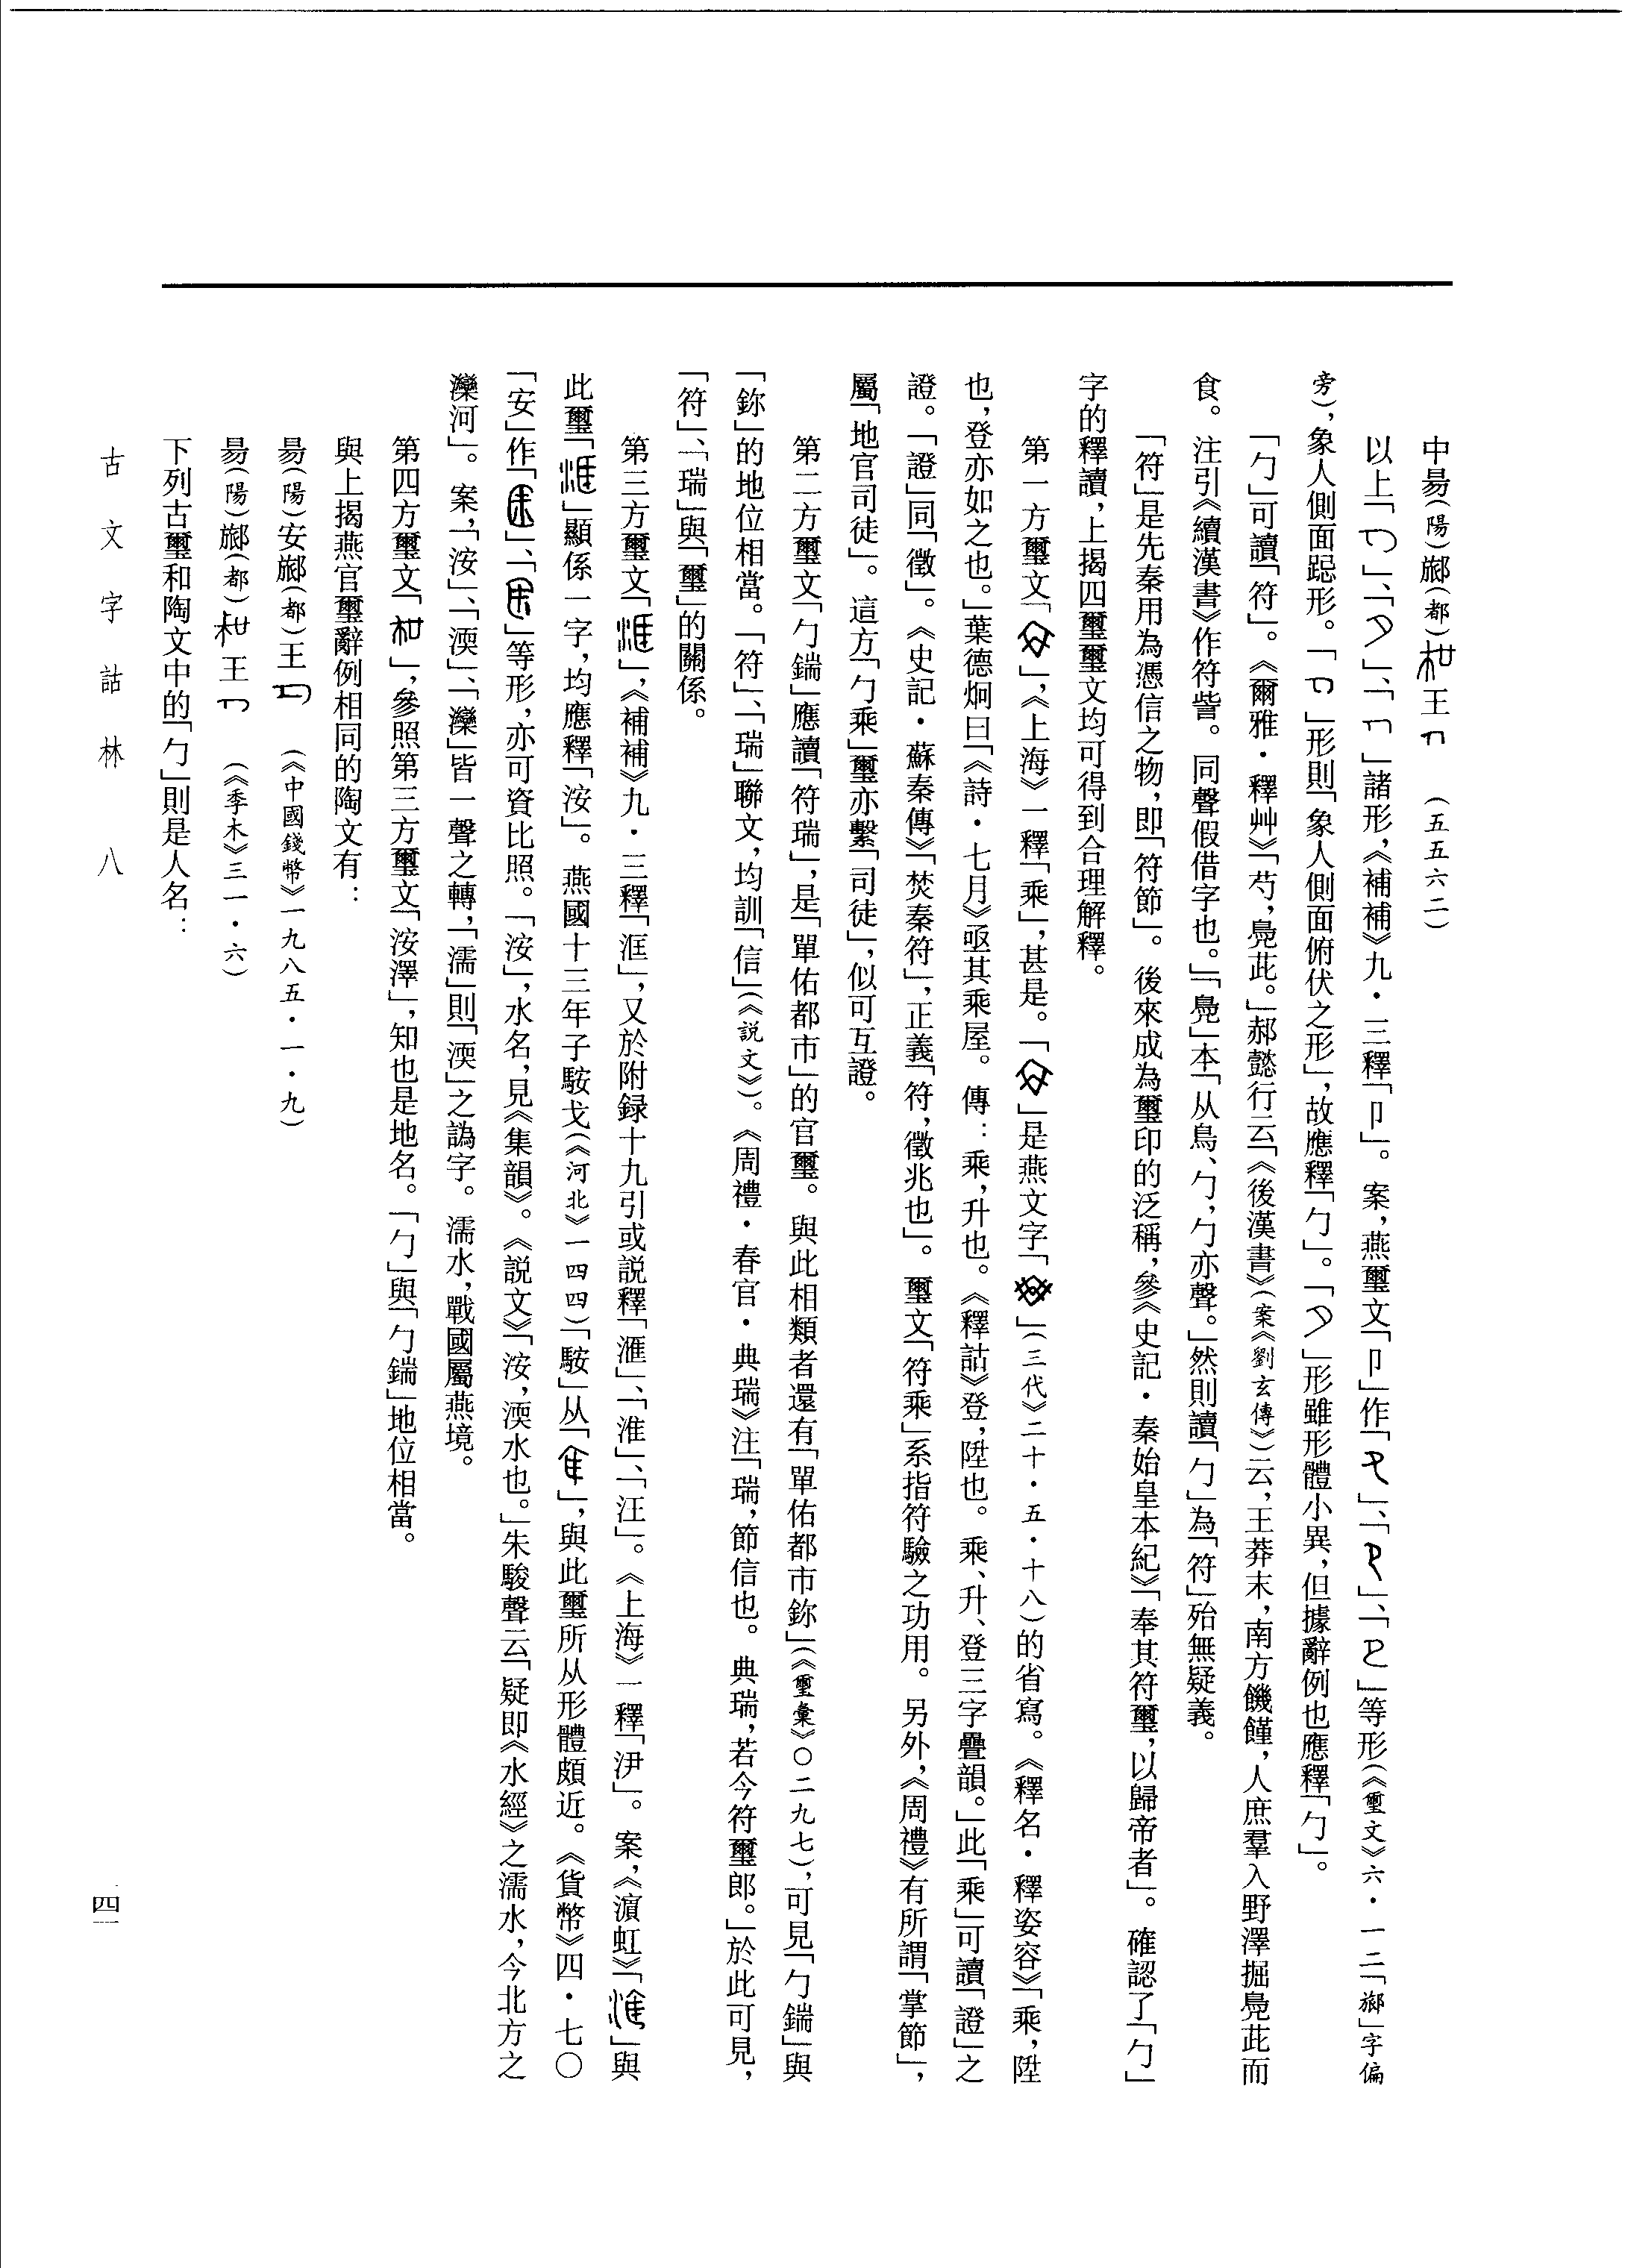 中昜（陽）䣝（都）王（五五六二）
以上「」、「」、「」諸形，《補補》九·三釋「卩」。案，燕璽文「卩」作「」、「」、「」等形（《璽文》六·一二「䣝」字偏
旁），象人側面跽形。「」形則「象人側面俯伏之形」，故應釋「勹」。「」形雖形體小異，但據辭例也應釋「勹」。
「勹」可讀「符」。《爾雅·釋艸》「芍，鳧茈。」郝懿行云「《後漢書》（案《劉玄傳》）云，王莽末，南方饑饉，人庶羣入野澤掘鳧茈而
食。注引《續漢書》作符訾。同聲假借字也。」「鳧」本「从鳥、勹，勹亦聲。」然則讀「勹」為「符」殆無疑義。
「符」是先秦用為憑信之物，即「符節」。後來成為璽印的泛稱，參《史記·秦始皇本紀》「奉其符璽，以歸帝者」。確認了「勹」
字的釋讀，上揭四璽璽文均可得到合理解釋。
第一方璽文「」，《上海》一釋「乘」，甚是。「」是燕文字「」（三代》二十·五·十八）的省寫。《釋名·釋姿容》「乘，陞
也，登亦如之也。」葉德炯曰「《詩·七月》亟其乘屋。傳：乘，升也。《釋詁》登，陞也。乘、升、登三字疊韻。」此「乘」可讀「證」之
證。「證」同「徵」。《史記·蘇秦傳》「焚秦符」，正義「符，徵兆也」。璽文「符乘」系指符驗之功用。另外，《周禮》有所謂「掌節」，
屬「地官司徒」。這方「勹乘」璽亦繫「司徒」，似可互證。
第二方璽文「勹鍴」應讀「符瑞」，是「單佑都市」的官璽。與此相類者還有「單佑都市鉨」（《璽彙》〇二九七），可見「勹鍴」與
「鉨」的地位相當。「符」、「瑞」聯文，均訓「信」（《說文》）。《周禮·春官·典瑞》注「瑞，節信也。典瑞，若今符璽郎。」於此可見，
「符」、「瑞」與「璽」的關係。
第三方璽文「」，《補補》九·三釋「洭」，又於附録十九引或説釋「滙」、「淮」、「汪」。《上海》一釋「洢」。案，《濵虹》「」與
此璽「」顯係一字，均應釋「洝」。燕國十三年子駿戈（《河北》一四四）「駿」从「」，與此璽所从形體頗近。《貨幣》四·七〇
「安」作「」、「」等形，亦可資比照。「洝」，水名，見《集韻》。《說文》「洝，渜水也。」朱駿聲云「疑即《水經》之濡水，今北方之
灤河」。案，「洝」、「渜」、「灤」皆一聲之轉，「濡」則「渜」之譌字。濡水，戰國屬燕境。
第四方璽文「」，參照第三方璽文「洝澤」，知也是地名。「勹」與「勹鍴」地位相當。
與上揭燕官璽辭例相同的陶文有：
昜（陽）安䣝（都）王（《中國錢幣》一九八五·一·九）
昜（陽）䣝（都）王（《季木》三一·六）
下列古璽和陶文中的「勹」則是人名：
古文字詁林 八
四一